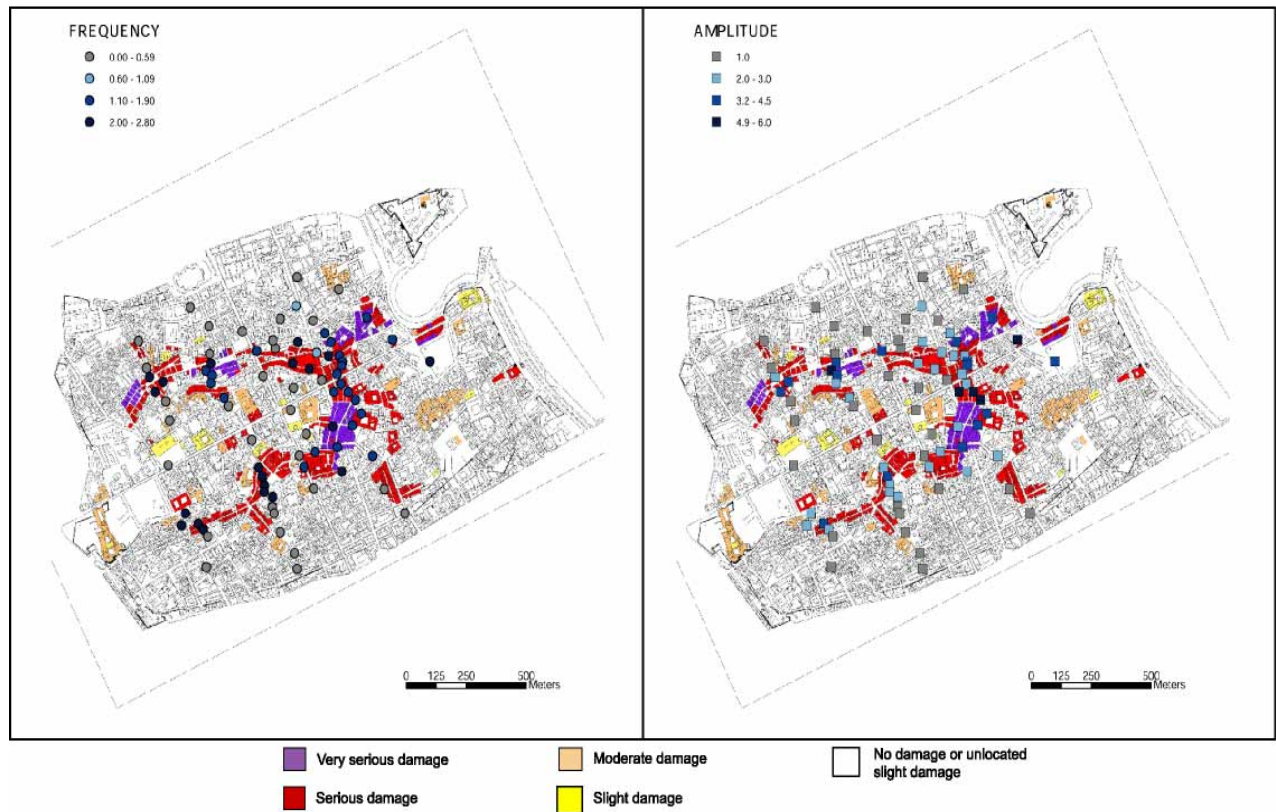 FREQUENCY
0.00 - 0.59
0.60 - 1.09
1.10 - 1.90
2.00 - 2.80
0 125 250 500
Meters
AMPLITUDE
1.0
2.0 - 3.0
3.2 - 4.5
4.9 - 6.0
0 125 250 500
Meters
Very serious damage
Serious damage
Moderate damage
Slight damage
No damage or unlocated
slight damage